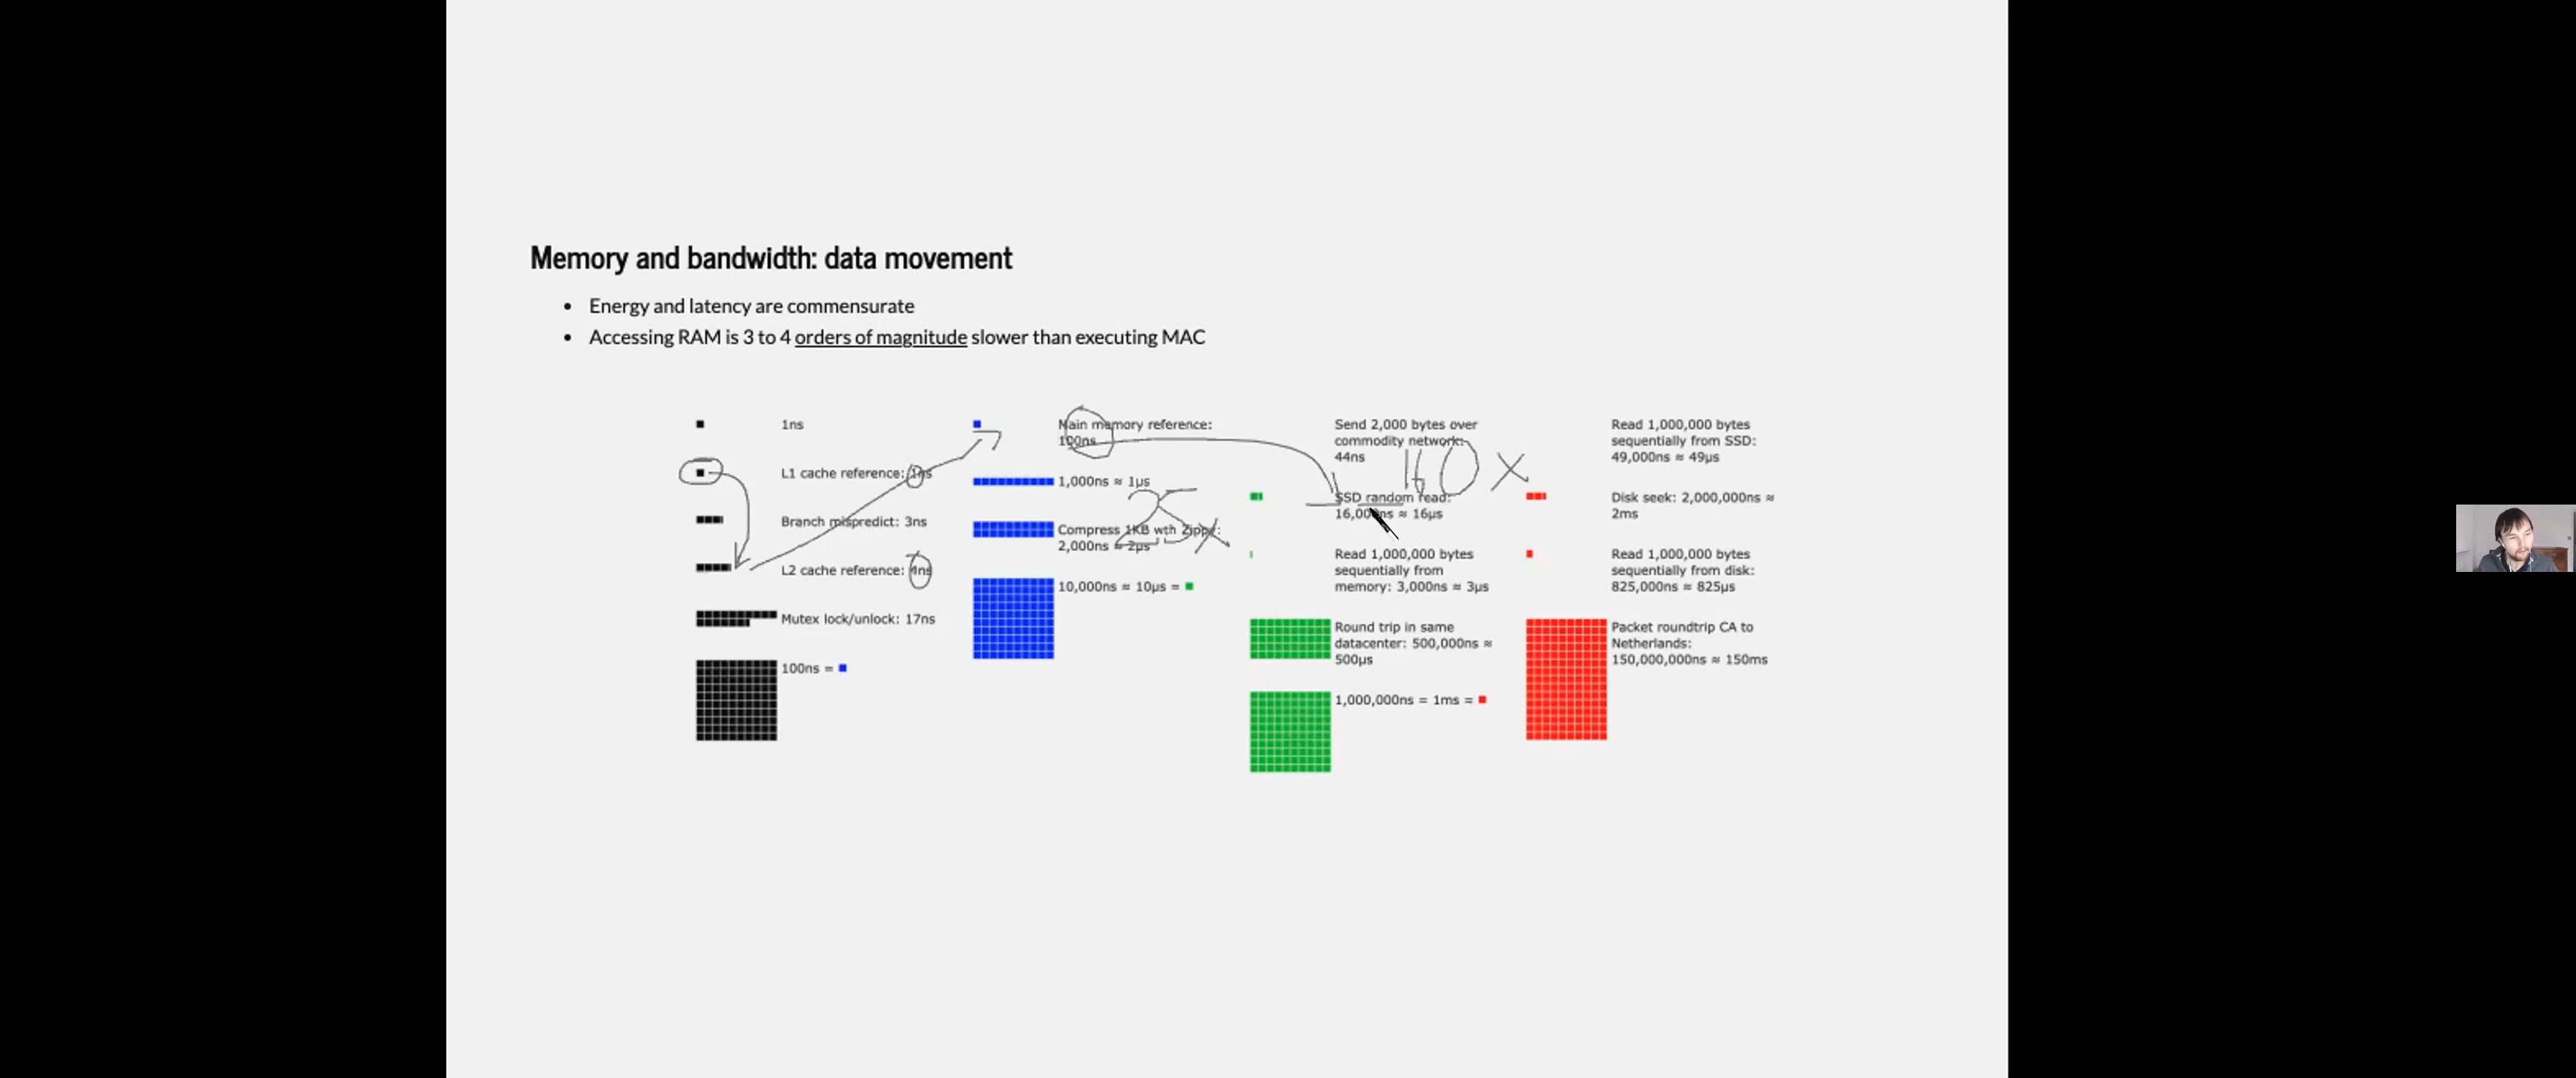 Memory and bandwidth: data movement
• Energy and latency are commensurate
• Accessing RAM is 3 to 4 orders of magnitude slower than executing MAC
1ns
L1 cache reference: 1ns
Branch mispredict: 3ns
L2 cache reference: 4ns
Mutex lock/unlock: 17ns
100ns =
Main memory reference:
100ns
1,000ns ≈ 1µs
25x
Compress 1KB wth Zippy:
2,000ns ≈ 2µs
10,000ns ≈ 10µs =
Send 2,000 bytes over
commodity network:
44ns
160x
SSD random read:
16,000ns ≈ 16µs
Read 1,000,000 bytes
sequentially from
memory: 3,000ns ≈ 3µs
Round trip in same
datacenter: 500,000ns ≈
500µs
1,000,000ns = 1ms =
Read 1,000,000 bytes
sequentially from SSD:
49,000ns ≈ 49µs
Disk seek: 2,000,000ns ≈
2ms
Read 1,000,000 bytes
sequentially from disk:
825,000ns ≈ 825µs
Packet roundtrip CA to
Netherlands:
150,000,000ns ≈ 150ms